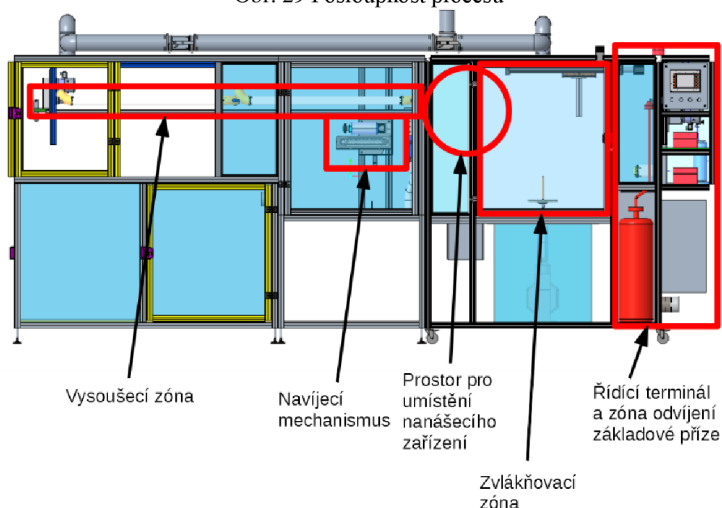 Obr. 29 Posloupnost procesu
Vysoušecí zóna
Navíjecí
mechanismus
Prostor pro
umístění
nanášecího
zařízení
Zvlákňovací
zóna
Řídící terminál
a zóna odvíjení
základové příze